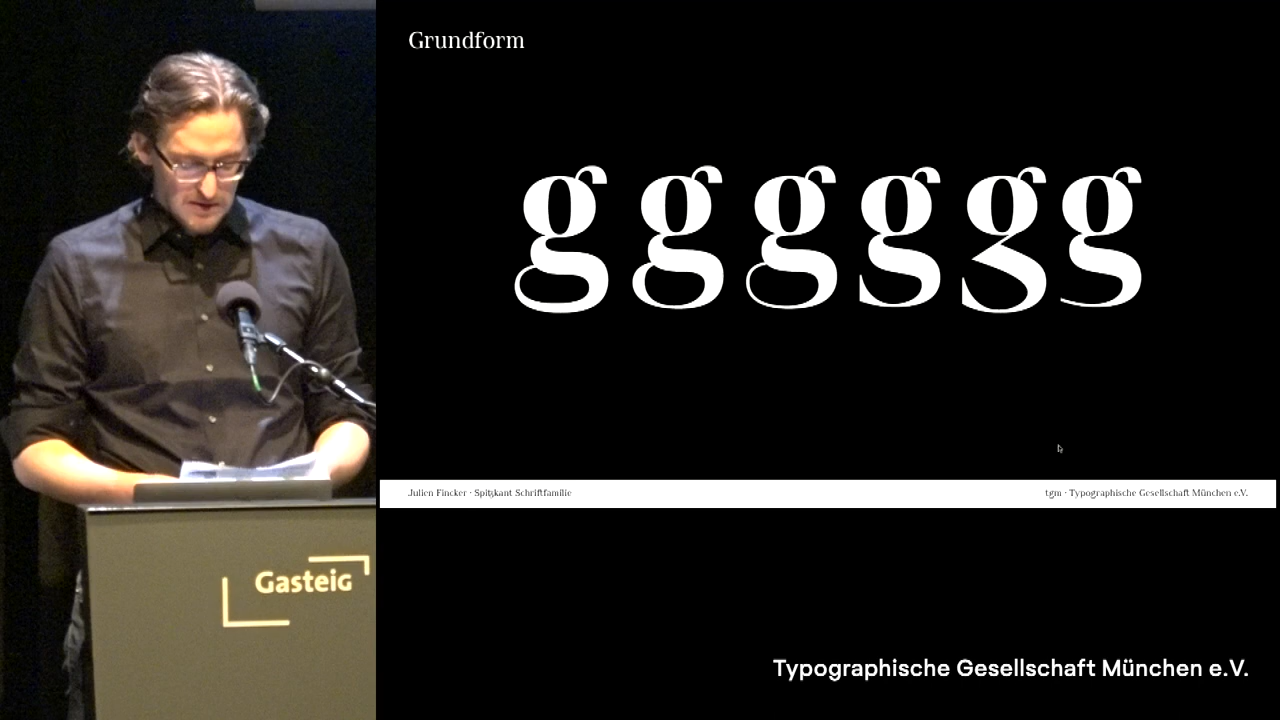 Grundform
gggggg
Julien Fincker · Spitzkant Schriftfamilie
tgm · Typographische Gesellschaft München e.V.
Gasteig
Typographische Gesellschaft München e.V.